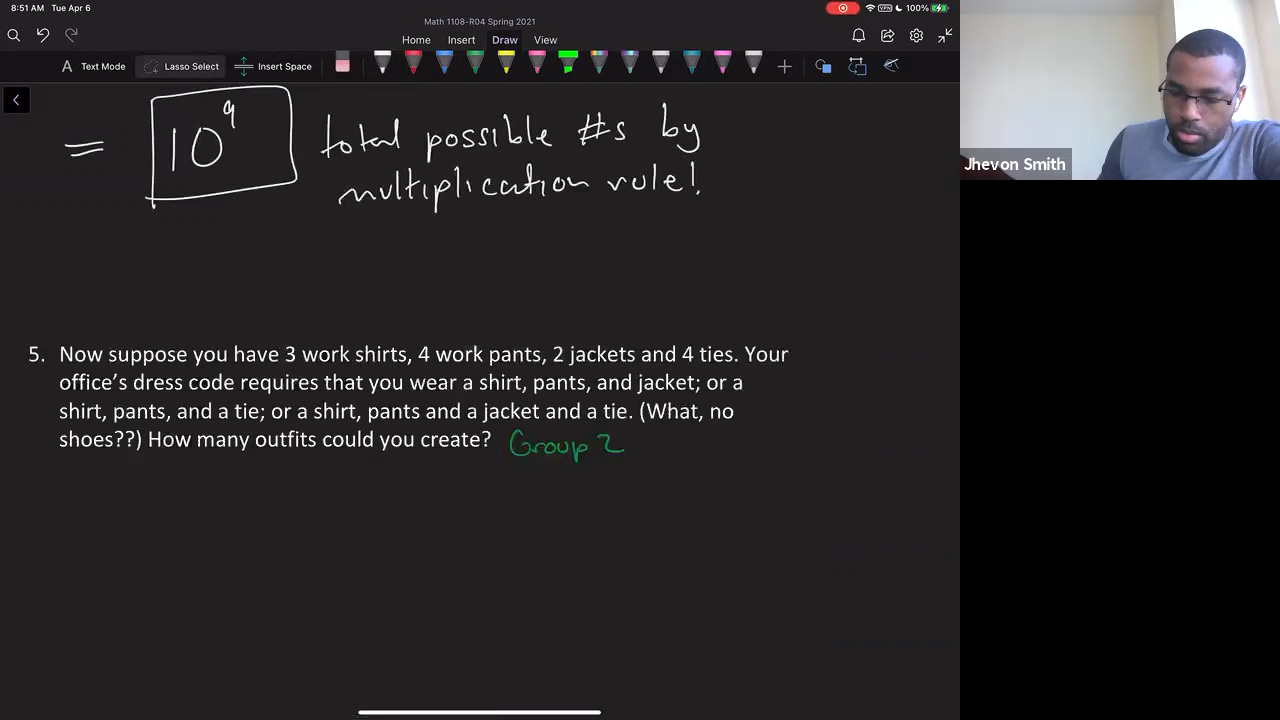 8:51 AM Tue Apr 6
VPN 100%
Math 1108-R04 Spring 2021
Home Insert Draw View
A Text Mode Lasso Select Insert Space
= 10⁹ total possible #s by
multiplication rule!
Jhevon Smith
5. Now suppose you have 3 work shirts, 4 work pants, 2 jackets and 4 ties. Your
office’s dress code requires that you wear a shirt, pants, and jacket; or a
shirt, pants, and a tie; or a shirt, pants and a jacket and a tie. (What, no
shoes??) How many outfits could you create? Group 2